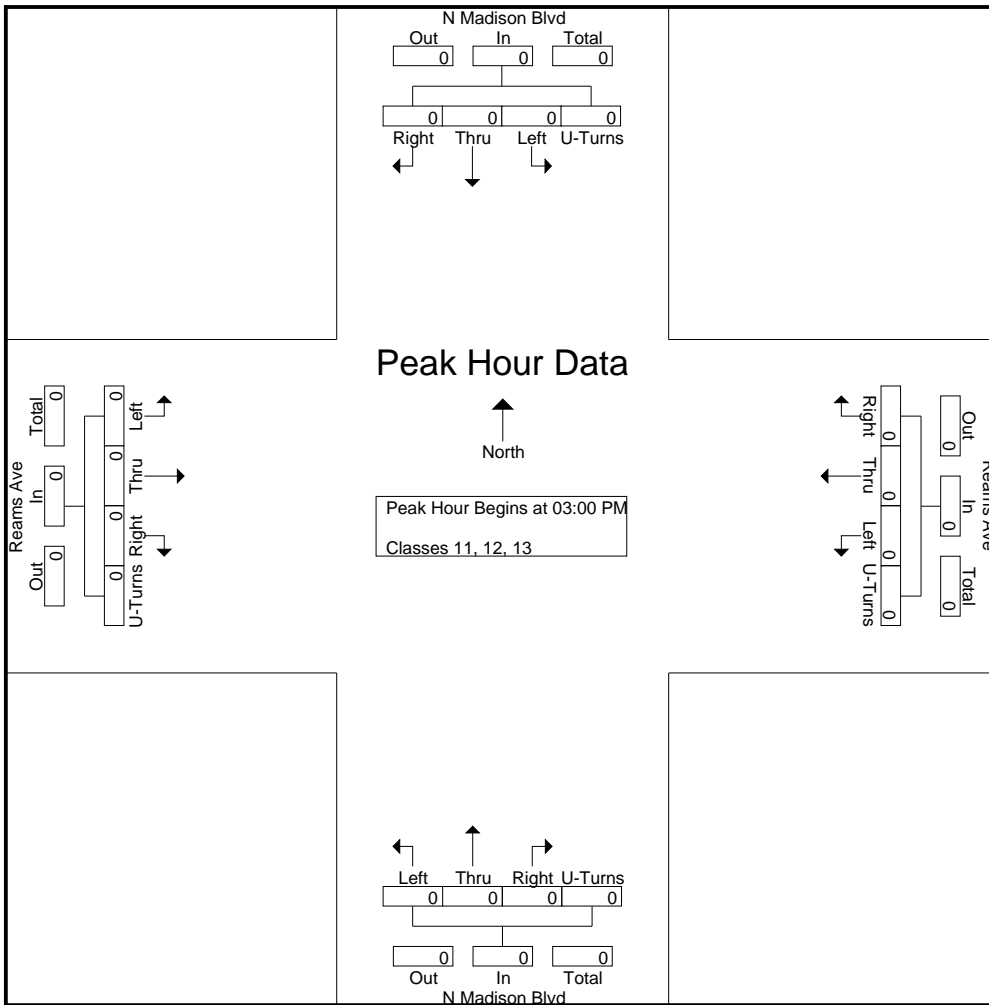 N Madison Blvd
Out In Total
0 0 0
0 0 0 0
Right Thru Left U-Turns
Peak Hour Data
North
Peak Hour Begins at 03:00 PM
Classes 11, 12, 13
Reams Ave
Total In Out
0 0 0
0 0 0 0
Left Thru Right U-Turns
Reams Ave
Out In Total
0 0 0
0 0 0 0
Right Thru Left U-Turns
Left Thru Right U-Turns
0 0 0 0
0 0 0
Out In Total
N Madison Blvd